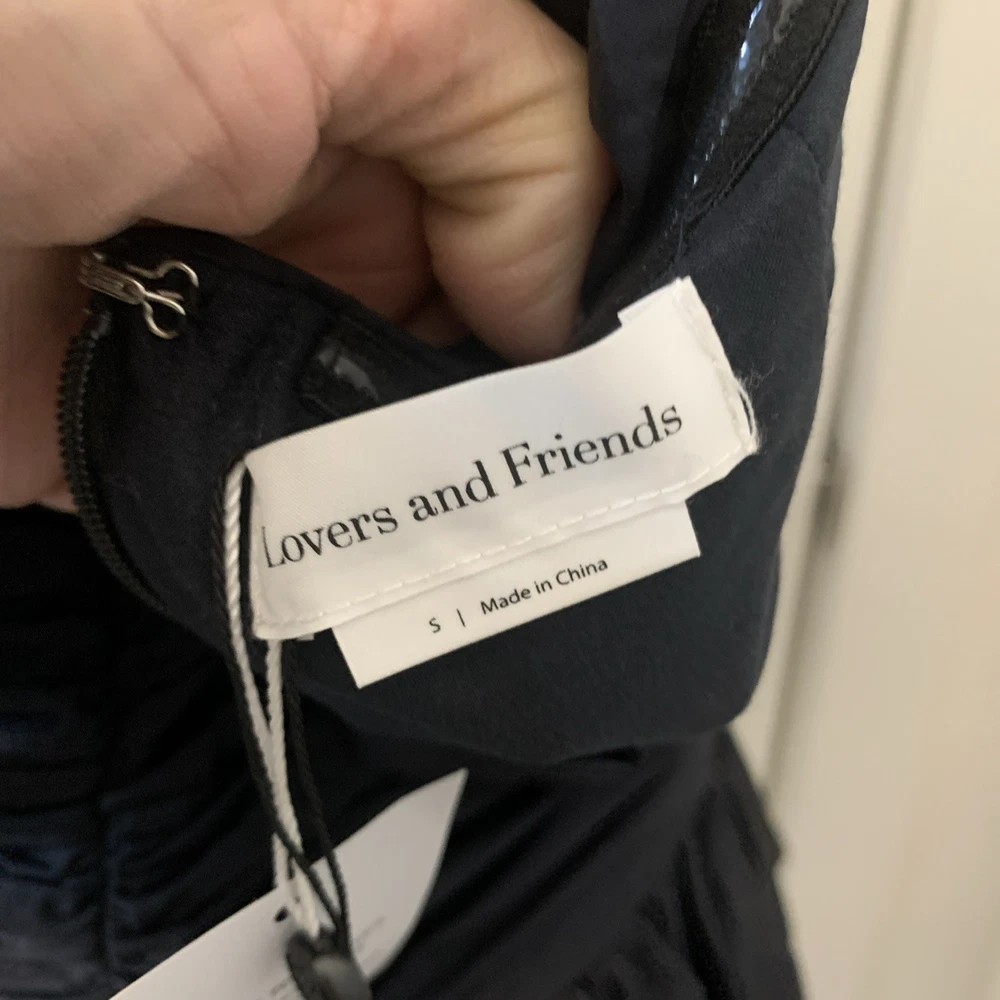 Lovers and Friends
S | Made in China